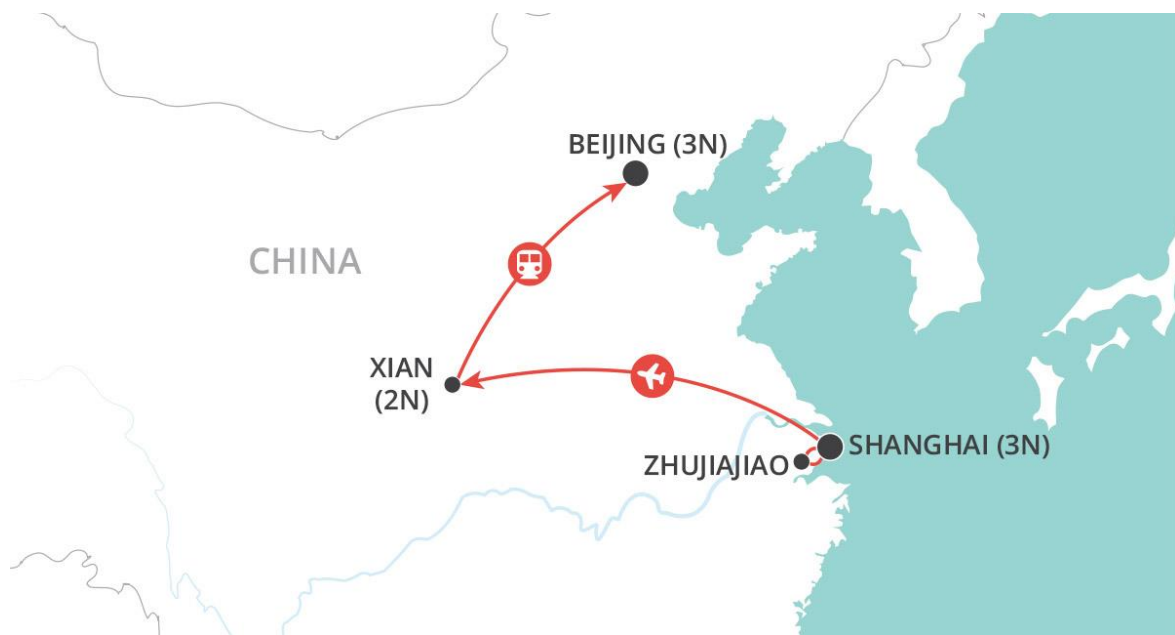 BEIJING (3N)
CHINA
XIAN
(2N)
SHANGHAI (3N)
ZHUJIAJIAO